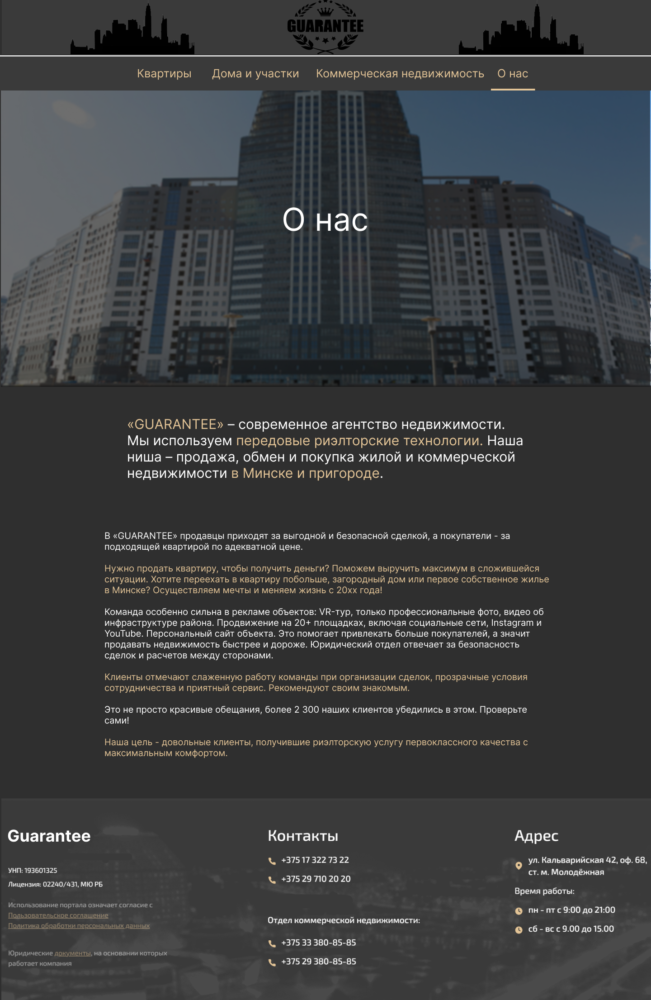 GUARANTEE
Квартиры Дома и участки Коммерческая недвижимость О нас
О нас
«GUARANTEE» – современное агентство недвижимости.
Мы используем передовые риэлторские технологии. Наша
ниша – продажа, обмен и покупка жилой и коммерческой
недвижимости в Минске и пригороде.
В «GUARANTEE» продавцы приходят за выгодной и безопасной сделкой, а покупатели - за
подходящей квартирой по адекватной цене.
Нужно продать квартиру, чтобы получить деньги? Поможем выручить максимум в сложившейся
ситуации. Хотите переехать в квартиру побольше, загородный дом или первое собственное жилье
в Минске? Осуществляем мечты и меняем жизнь с 20хх года!
Команда особенно сильна в рекламе объектов: VR-тур, только профессиональные фото, видео об
инфраструктуре района. Продвижение на 20+ площадках, включая социальные сети, Instagram и
YouTube. Персональный сайт объекта. Это помогает привлекать больше покупателей, а значит
продавать недвижимость быстрее и дороже. Юридический отдел отвечает за безопасность
сделок и расчетов между сторонами.
Клиенты отмечают слаженную работу команды при организации сделок, прозрачные условия
сотрудничества и приятный сервис. Рекомендуют своим знакомым.
Это не просто красивые обещания, более 2 300 наших клиентов убедились в этом. Проверьте
сами!
Наша цель - довольные клиенты, получившие риэлторскую услугу первоклассного качества с
максимальным комфортом.
Guarantee
УНП: 193601325
Лицензия: 02240/431, МЮ РБ
Использование портала означает согласие с
Пользовательское соглашение
Политика обработки персональных данных
Юридические документы, на основании которых
работает компания
Контакты
+375 17 322 73 22
+375 29 710 20 20
Отдел коммерческой недвижимости:
+375 33 380-85-85
+375 29 380-85-85
Адрес
ул. Кальварийская 42, оф. 68,
ст. м. Молодёжная
Время работы:
пн - пт с 9:00 до 21:00
сб - вс с 9.00 до 15.00